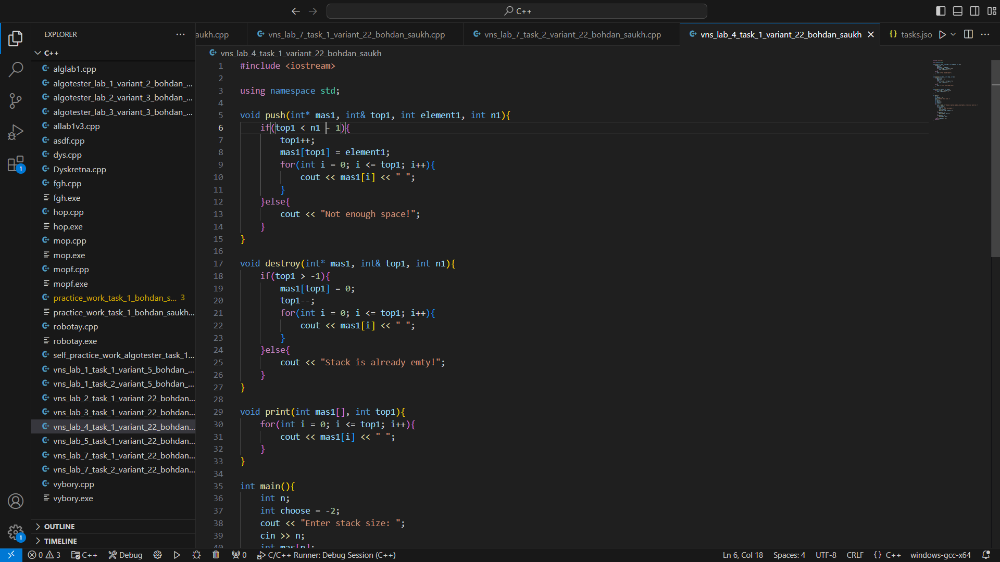 C++
EXPLORER
aukh.cpp
vns_lab_7_task_1_variant_22_bohdan_saukh.cpp
vns_lab_7_task_2_variant_22_bohdan_saukh.cpp
vns_lab_4_task_1_variant_22_bohdan_saukh
tasks.jso
C++
alglab1.cpp
algotester_lab_1_variant_2_bohdan_...
algotester_lab_2_variant_3_bohdan_...
algotester_lab_3_variant_3_bohdan_...
allab1v3.cpp
asdf.cpp
dys.cpp
Dyskretna.cpp
fgh.cpp
fgh.exe
hop.cpp
hop.exe
mop.cpp
mop.exe
mopf.cpp
mopf.exe
practice_work_task_1_bohdan_s... 3
practice_work_task_1_bohdan_saukh...
robotay.cpp
robotay.exe
self_practice_work_algotester_task_1...
vns_lab_1_task_1_variant_5_bohdan_...
vns_lab_1_task_2_variant_5_bohdan_...
vns_lab_2_task_1_variant_22_bohdan...
vns_lab_3_task_1_variant_22_bohdan...
vns_lab_4_task_1_variant_22_bohdan...
vns_lab_5_task_1_variant_22_bohdan...
vns_lab_7_task_1_variant_22_bohdan...
vns_lab_7_task_2_variant_22_bohdan...
vybory.cpp
vybory.exe
OUTLINE
TIMELINE
1
1
vns_lab_4_task_1_variant_22_bohdan_saukh
1 #include <iostream>
2
3 using namespace std;
4
5 void push(int* mas1, int& top1, int element1, int n1){
6 if(top1 < n1 - 1){
7 top1++;
8 mas1[top1] = element1;
9 for(int i = 0; i <= top1; i++){
10 cout << mas1[i] << " ";
11 }
12 }else{
13 cout << "Not enough space!";
14 }
15 }
16
17 void destroy(int* mas1, int& top1, int n1){
18 if(top1 > -1){
19 mas1[top1] = 0;
20 top1--;
21 for(int i = 0; i <= top1; i++){
22 cout << mas1[i] << " ";
23 }
24 }else{
25 cout << "Stack is already emty!";
26 }
27 }
28
29 void print(int mas1[], int top1){
30 for(int i = 0; i <= top1; i++){
31 cout << mas1[i] << " ";
32 }
33 }
34
35 int main(){
36 int n;
37 int choose = -2;
38 cout << "Enter stack size: ";
39 cin >> n;
40 int mas[n];
0 3 C++ Debug 0 C/C++ Runner: Debug Session (C++) Ln 6, Col 18 Spaces: 4 UTF-8 CRLF {} C++ windows-gcc-x64